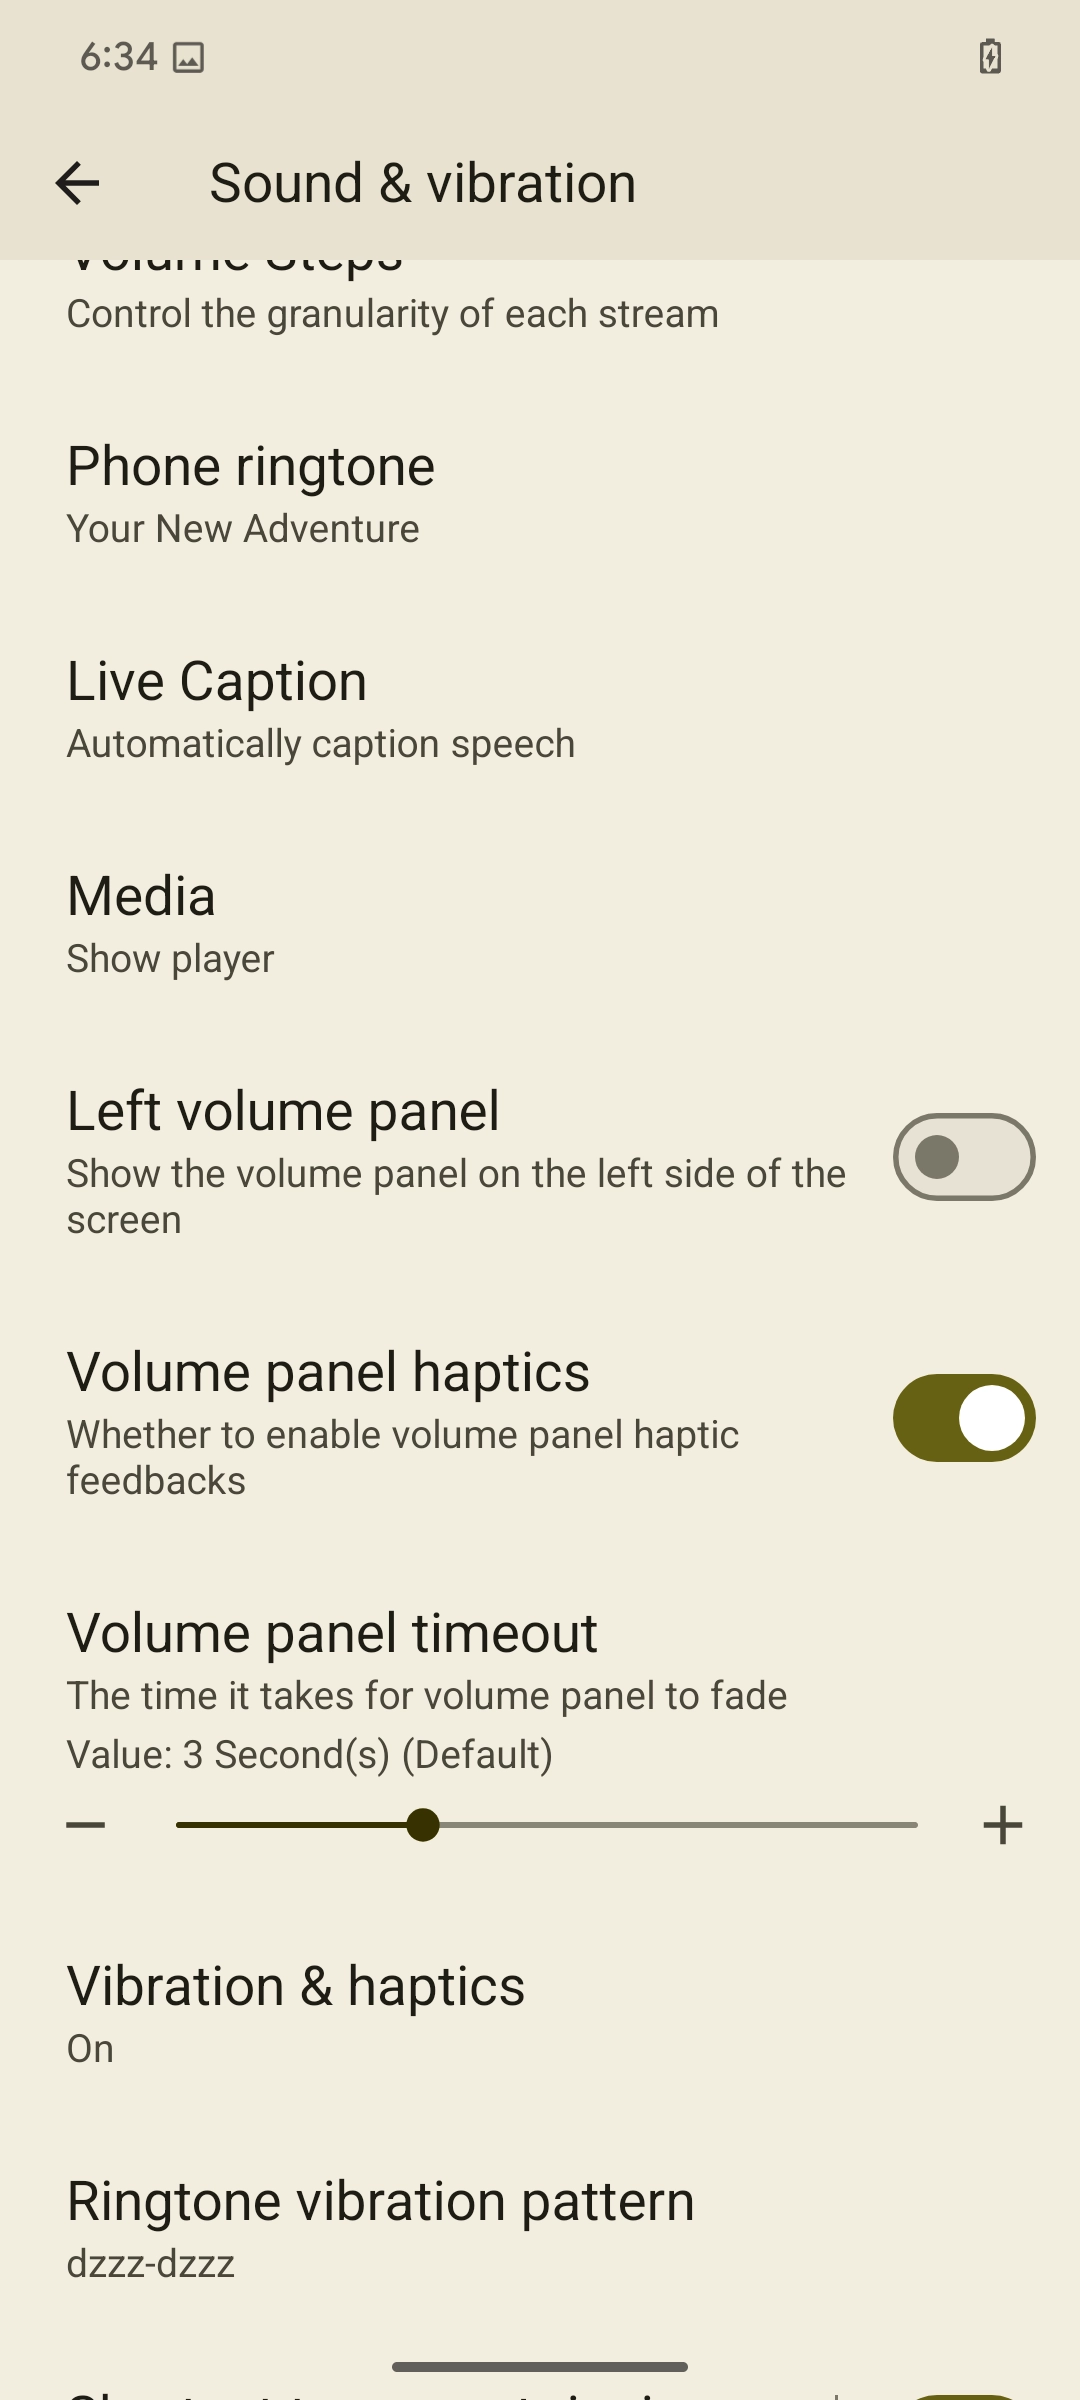 6:34
Sound & vibration
Volume Steps
Control the granularity of each stream
Phone ringtone
Your New Adventure
Live Caption
Automatically caption speech
Media
Show player
Left volume panel
Show the volume panel on the left side of the
screen
Volume panel haptics
Whether to enable volume panel haptic
feedbacks
Volume panel timeout
The time it takes for volume panel to fade
Value: 3 Second(s) (Default)
Vibration & haptics
On
Ringtone vibration pattern
dzzz-dzzz